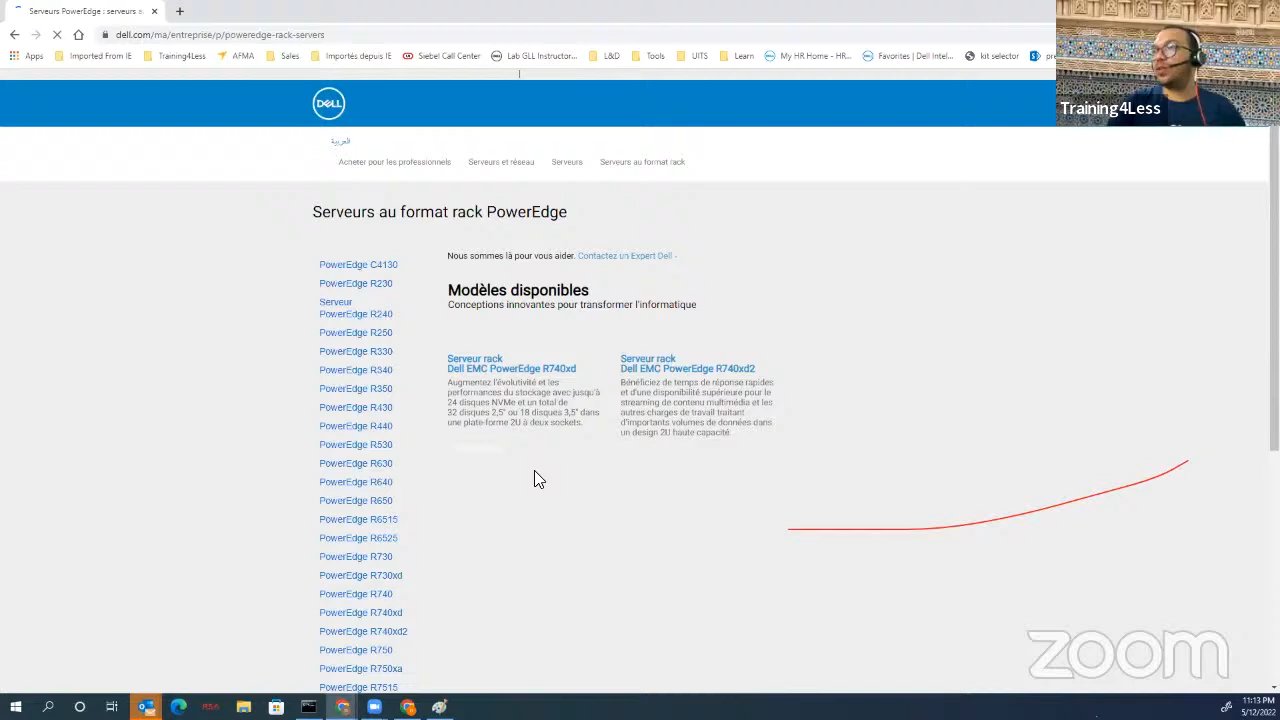 Serveurs PowerEdge : serveurs a
dell.com/ma/entreprise/p/poweredge-rack-servers
Apps
Imported From IE
Training4Less
AFMA
Sales
Importés depuis IE
Siebel Call Center
Lab GLL Instructor...
L&D
Tools
UITS
Learn
My HR Home - HR...
Favorites | Dell Intel...
kit selector
Training4Less
DELL
العربية
Acheter pour les professionnels
Serveurs et réseau
Serveurs
Serveurs au format rack
Serveurs au format rack PowerEdge
PowerEdge C4130
PowerEdge R230
Serveur
PowerEdge R240
PowerEdge R250
PowerEdge R330
PowerEdge R340
PowerEdge R350
PowerEdge R430
PowerEdge R440
PowerEdge R530
PowerEdge R630
PowerEdge R640
PowerEdge R650
PowerEdge R6515
PowerEdge R6525
PowerEdge R730
PowerEdge R730xd
PowerEdge R740
PowerEdge R740xd
PowerEdge R740xd2
PowerEdge R750
PowerEdge R750xa
PowerEdge R7515
Nous sommes là pour vous aider. Contactez un Expert Dell -
Modèles disponibles
Conceptions innovantes pour transformer l'informatique
Serveur rack
Dell EMC PowerEdge R740xd
Augmentez l'évolutivité et les
performances du stockage avec jusqu'à
24 disques NVMe et un total de
32 disques 2,5" ou 18 disques 3,5" dans
une plate-forme 2U à deux sockets.
Serveur rack
Dell EMC PowerEdge R740xd2
Bénéficiez de temps de réponse rapides
et d'une disponibilité supérieure pour le
streaming de contenu multimédia et les
autres charges de travail traitant
d'importants volumes de données dans
un design 2U haute capacité.
zoom
11:13 PM
5/12/2022